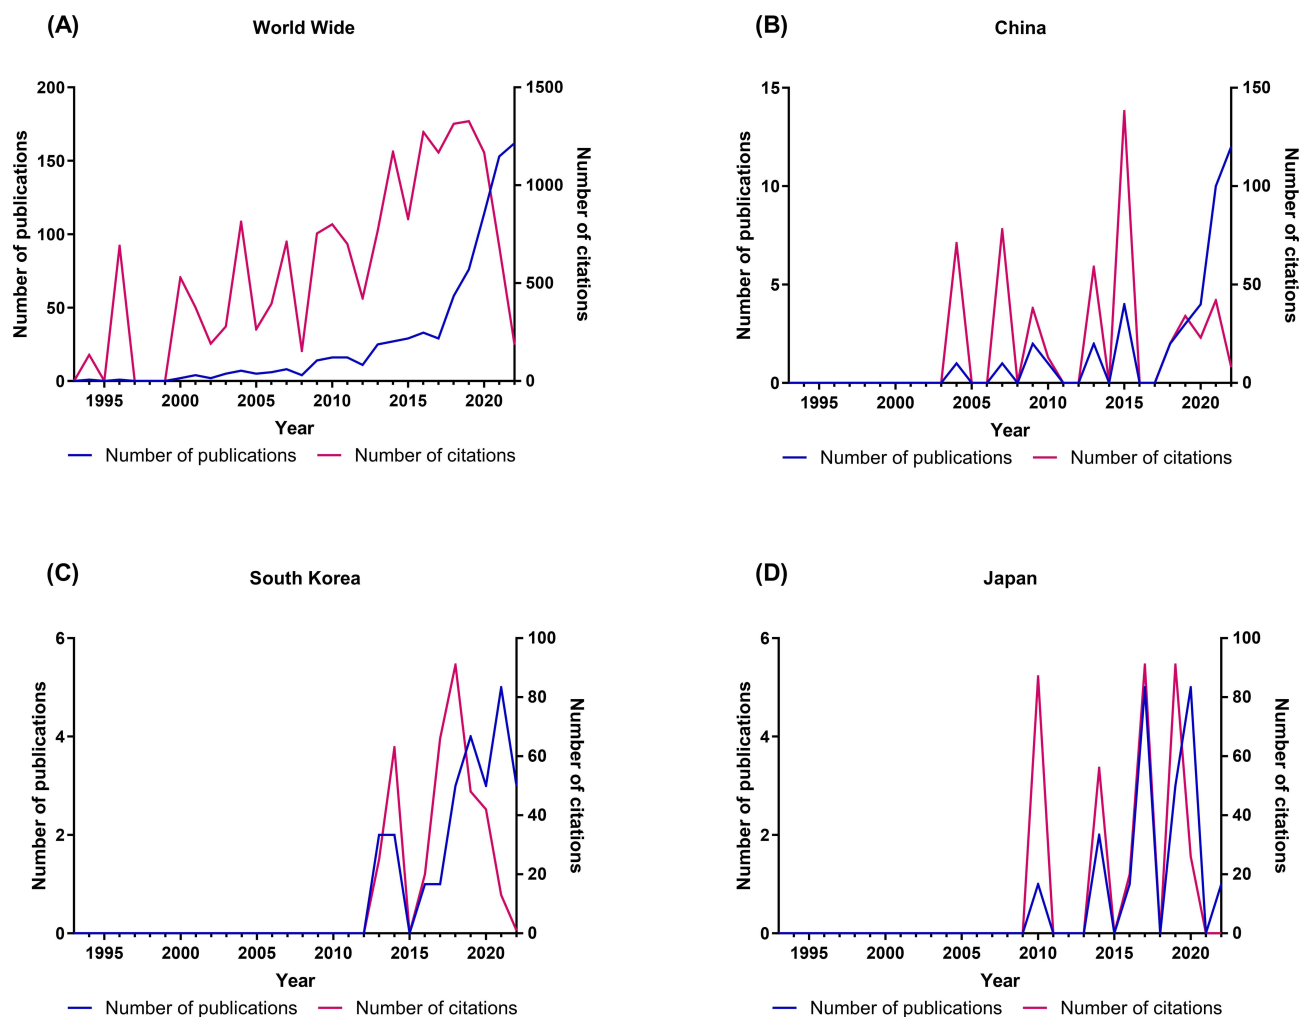 (A)
World Wide
Number of publications
200
150
100
50
0
1500
1000
500
0
Number of citations
1995 2000 2005 2010 2015 2020
Year
Number of publications Number of citations
(B)
China
Number of publications
15
10
5
0
150
100
50
0
Number of citations
1995 2000 2005 2010 2015 2020
Year
Number of publications Number of citations
(C)
South Korea
Number of publications
6
4
2
0
100
80
60
40
20
0
Number of citations
1995 2000 2005 2010 2015 2020
Year
Number of publications Number of citations
(D)
Japan
Number of publications
6
4
2
0
100
80
60
40
20
0
Number of citations
1995 2000 2005 2010 2015 2020
Year
Number of publications Number of citations